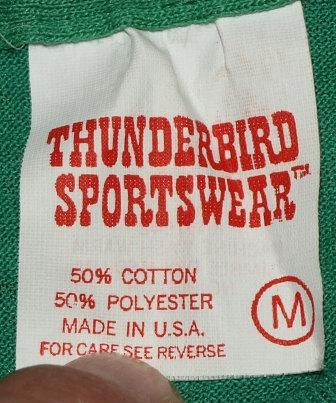 THUNDERBIRD
SPORTSWEAR™
50% COTTON
50% POLYESTER
MADE IN U.S.A.
FOR CARE SEE REVERSE
M